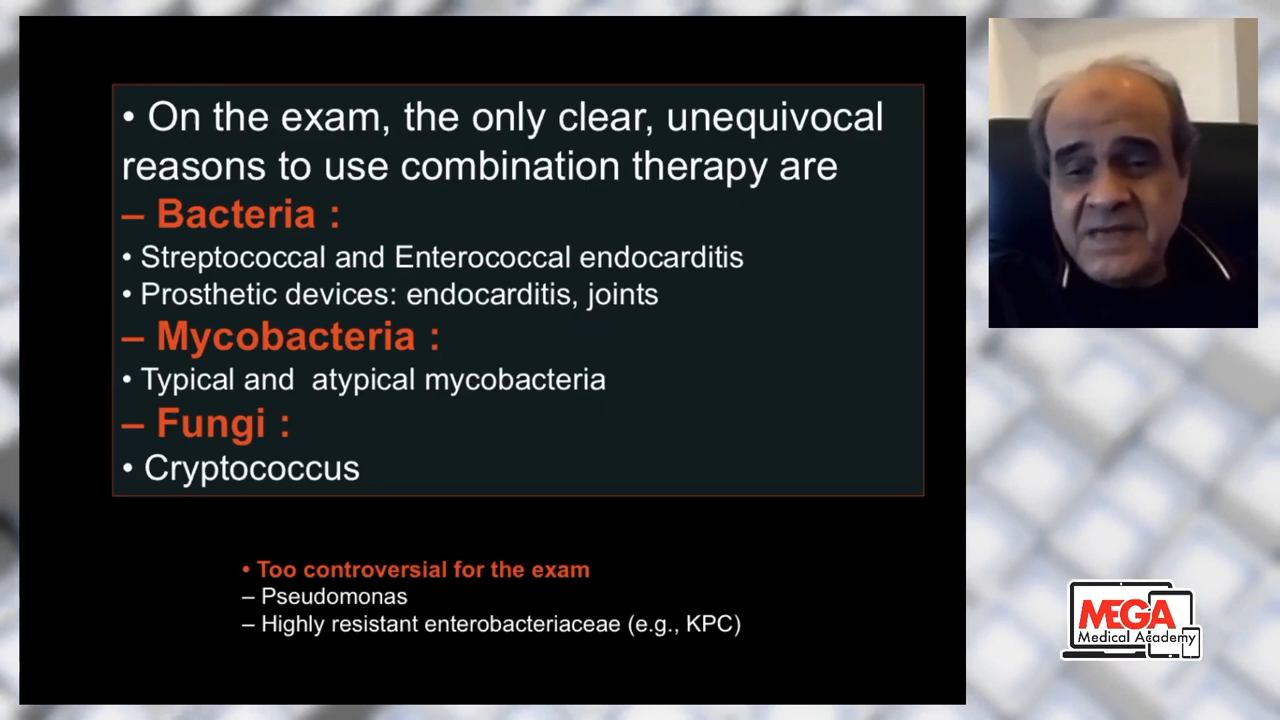 • On the exam, the only clear, unequivocal
reasons to use combination therapy are
– Bacteria :
• Streptococcal and Enterococcal endocarditis
• Prosthetic devices: endocarditis, joints
– Mycobacteria :
• Typical and  atypical mycobacteria
– Fungi :
• Cryptococcus
• Too controversial for the exam
– Pseudomonas
– Highly resistant enterobacteriaceae (e.g., KPC)
MEGA
Medical Academy